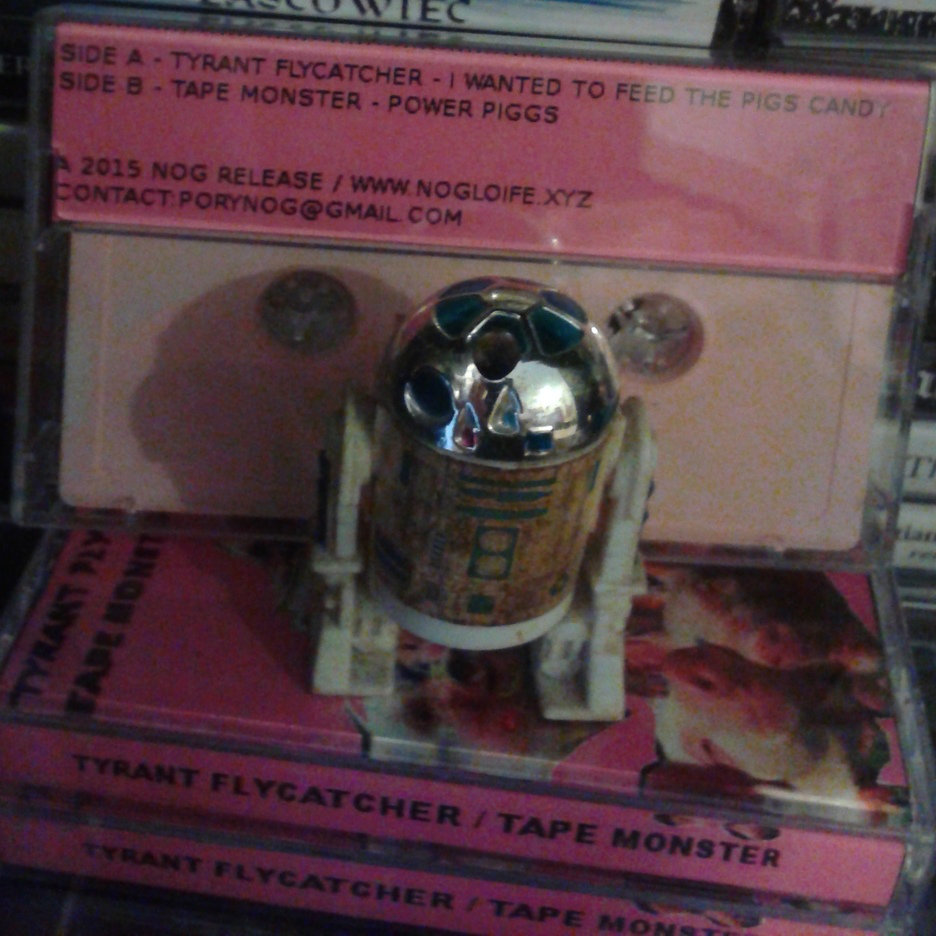 SIDE A - TYRANT FLYCATCHER - I WANTED TO FEED THE PIGS CANDY
SIDE B - TAPE MONSTER - POWER PIGGS
A 2015 NOG RELEASE / WWW.NOGLOIFE.XYZ
CONTACT:PORYNOG@GMAIL.COM
TYRANT FLY
TAPE MONST
TYRANT FLYCATCHER / TAPE MONSTER
TYRANT FLYCATCHER / TAPE MONSTER